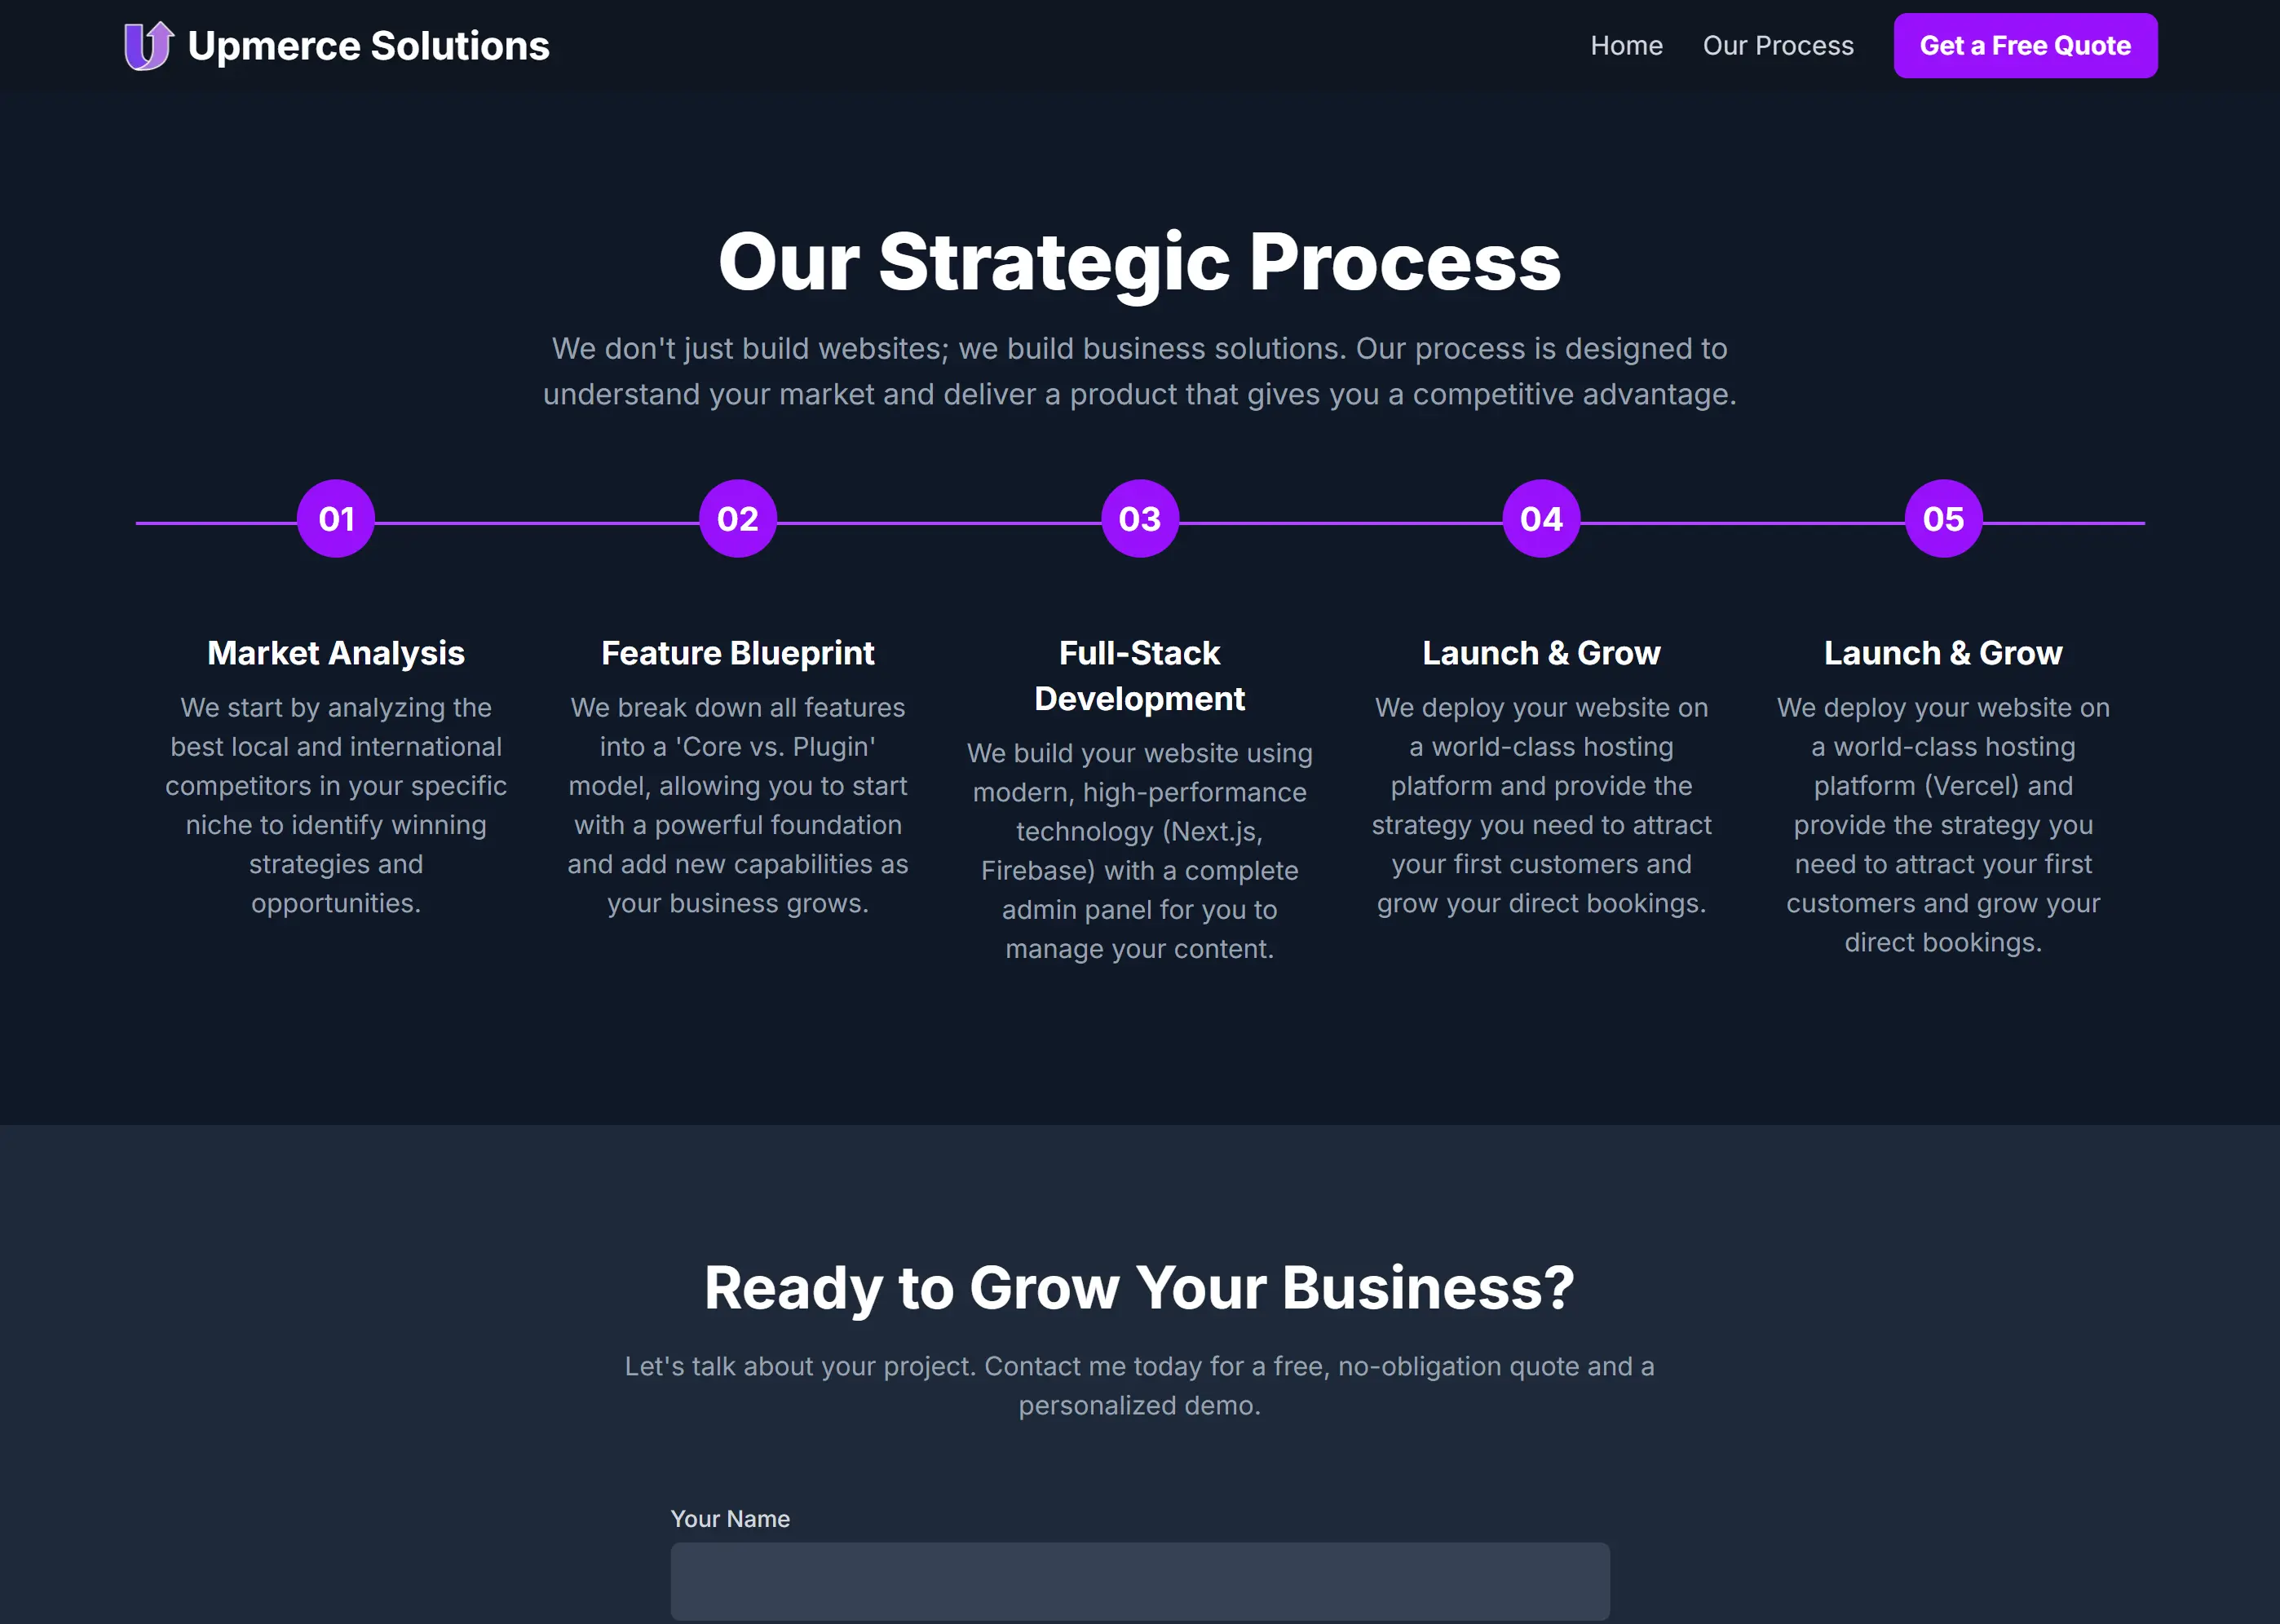 Upmerce Solutions
Home
Our Process
Get a Free Quote
Our Strategic Process
We don't just build websites; we build business solutions. Our process is designed to
understand your market and deliver a product that gives you a competitive advantage.
01
02
03
04
05
Market Analysis
We start by analyzing the
best local and international
competitors in your specific
niche to identify winning
strategies and
opportunities.
Feature Blueprint
We break down all features
into a 'Core vs. Plugin'
model, allowing you to start
with a powerful foundation
and add new capabilities as
your business grows.
Full-Stack
Development
We build your website using
modern, high-performance
technology (Next.js,
Firebase) with a complete
admin panel for you to
manage your content.
Launch & Grow
We deploy your website on
a world-class hosting
platform and provide the
strategy you need to attract
your first customers and
grow your direct bookings.
Launch & Grow
We deploy your website on
a world-class hosting
platform (Vercel) and
provide the strategy you
need to attract your first
customers and grow your
direct bookings.
Ready to Grow Your Business?
Let's talk about your project. Contact me today for a free, no-obligation quote and a
personalized demo.
Your Name